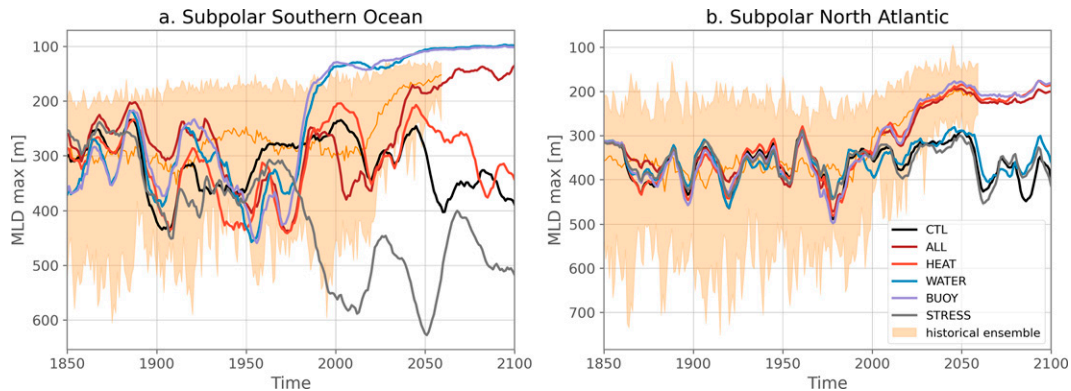 a. Subpolar Southern Ocean
MLD max [m]
100
200
300
400
500
600
1850
1900
1950
2000
2050
2100
Time
b. Subpolar North Atlantic
MLD max [m]
100
200
300
400
500
600
700
1850
1900
1950
2000
2050
2100
Time
CTL
ALL
HEAT
WATER
BUOY
STRESS
historical ensemble